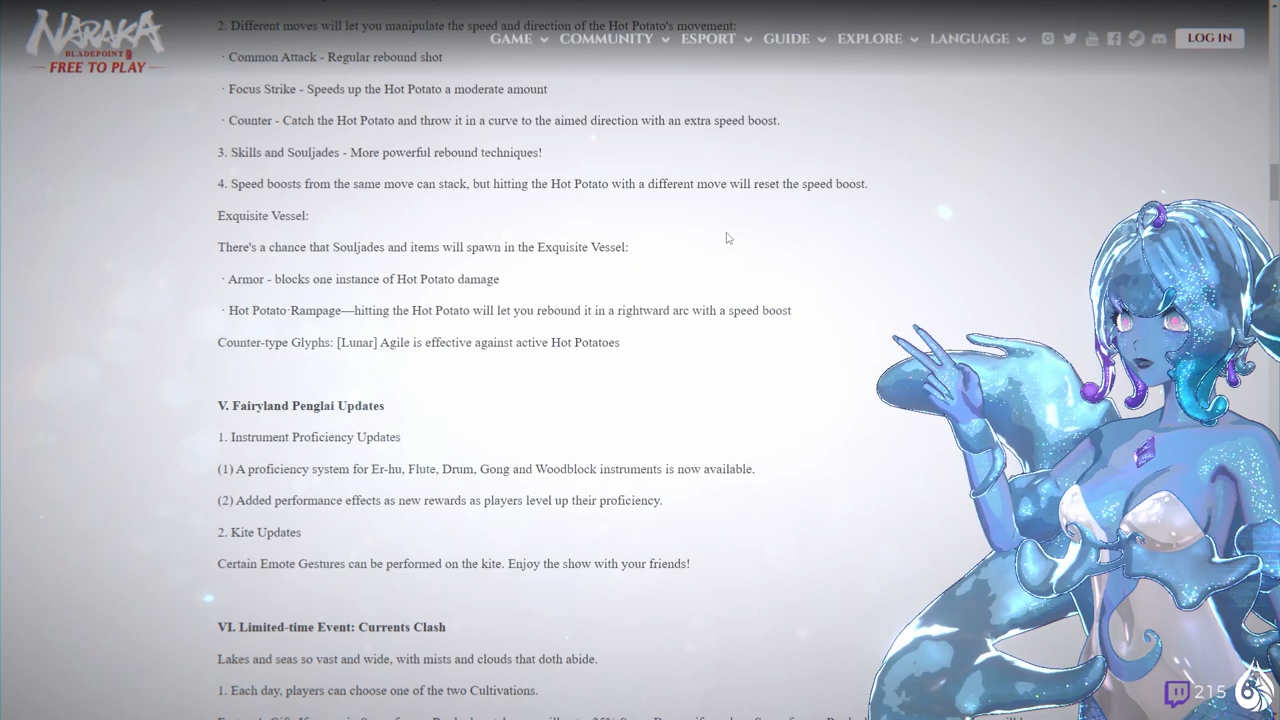 NARAKA
BLADEPOINT
FREE TO PLAY
GAME COMMUNITY ESPORT GUIDE EXPLORE LANGUAGE LOG IN
2. Different moves will let you manipulate the speed and direction of the Hot Potato's movement:
· Common Attack - Regular rebound shot
· Focus Strike - Speeds up the Hot Potato a moderate amount
· Counter - Catch the Hot Potato and throw it in a curve to the aimed direction with an extra speed boost.
3. Skills and Souljades - More powerful rebound techniques!
4. Speed boosts from the same move can stack, but hitting the Hot Potato with a different move will reset the speed boost.
Exquisite Vessel:
There's a chance that Souljades and items will spawn in the Exquisite Vessel:
· Armor - blocks one instance of Hot Potato damage
· Hot Potato·Rampage—hitting the Hot Potato will let you rebound it in a rightward arc with a speed boost
Counter-type Glyphs: [Lunar] Agile is effective against active Hot Potatoes
V. Fairyland Penglai Updates
1. Instrument Proficiency Updates
(1) A proficiency system for Er-hu, Flute, Drum, Gong and Woodblock instruments is now available.
(2) Added performance effects as new rewards as players level up their proficiency.
2. Kite Updates
Certain Emote Gestures can be performed on the kite. Enjoy the show with your friends!
VI. Limited-time Event: Currents Clash
Lakes and seas so vast and wide, with mists and clouds that doth abide.
1. Each day, players can choose one of the two Cultivations.
215
6